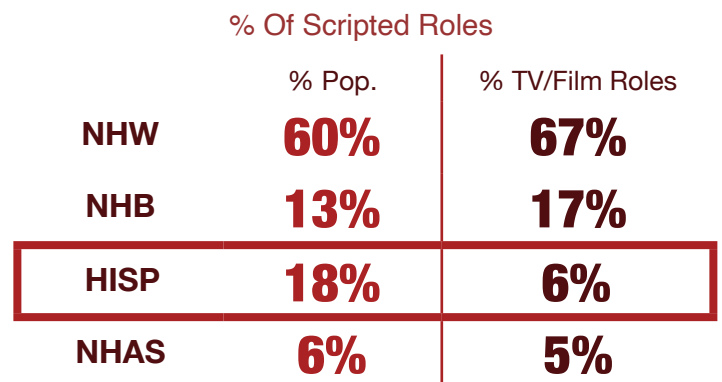 % Of Scripted Roles
% Pop. % TV/Film Roles
NHW 60% 67%
NHB 13% 17%
HISP 18% 6%
NHAS 6% 5%